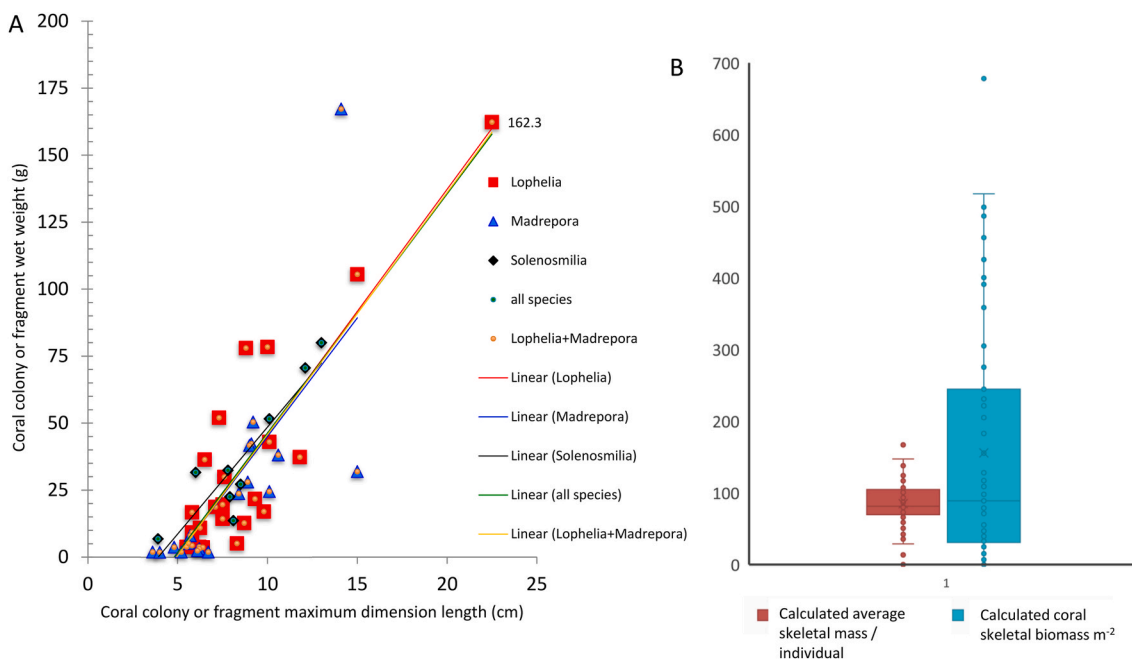 A
200
175
150
125
100
75
50
25
0
0
5
10
15
20
25
Coral colony or fragment wet weight (g)
Coral colony or fragment maximum dimension length (cm)
162.3
Lophelia
Madrepora
Solenosmilia
all species
Lophelia+Madrepora
Linear (Lophelia)
Linear (Madrepora)
Linear (Solenosmilia)
Linear (all species)
Linear (Lophelia+Madrepora)
B
700
600
500
400
300
200
100
0
1
Calculated average
skeletal mass /
individual
Calculated coral
skeletal biomass m⁻²